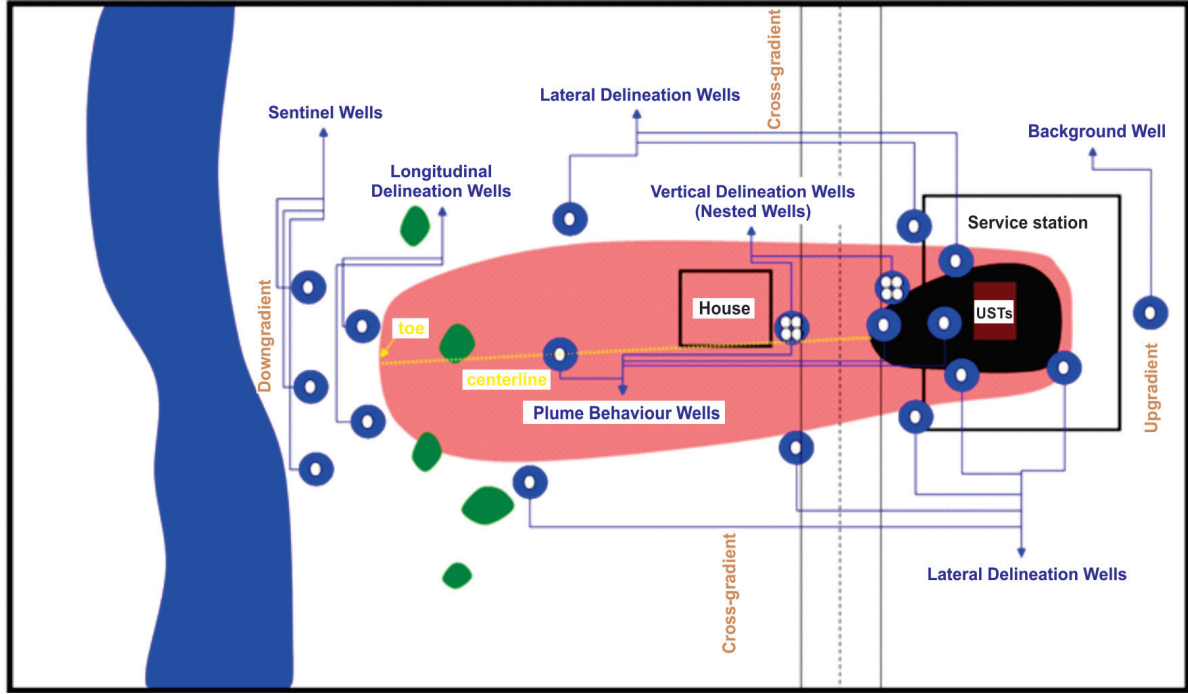 Cross-gradient
Lateral Delineation Wells
Sentinel Wells
Background Well
Longitudinal
Delineation Wells
Vertical Delineation Wells
(Nested Wells)
Service station
Downgradient
House
USTs
toe
centerline
Plume Behaviour Wells
Upgradient
Cross-gradient
Lateral Delineation Wells